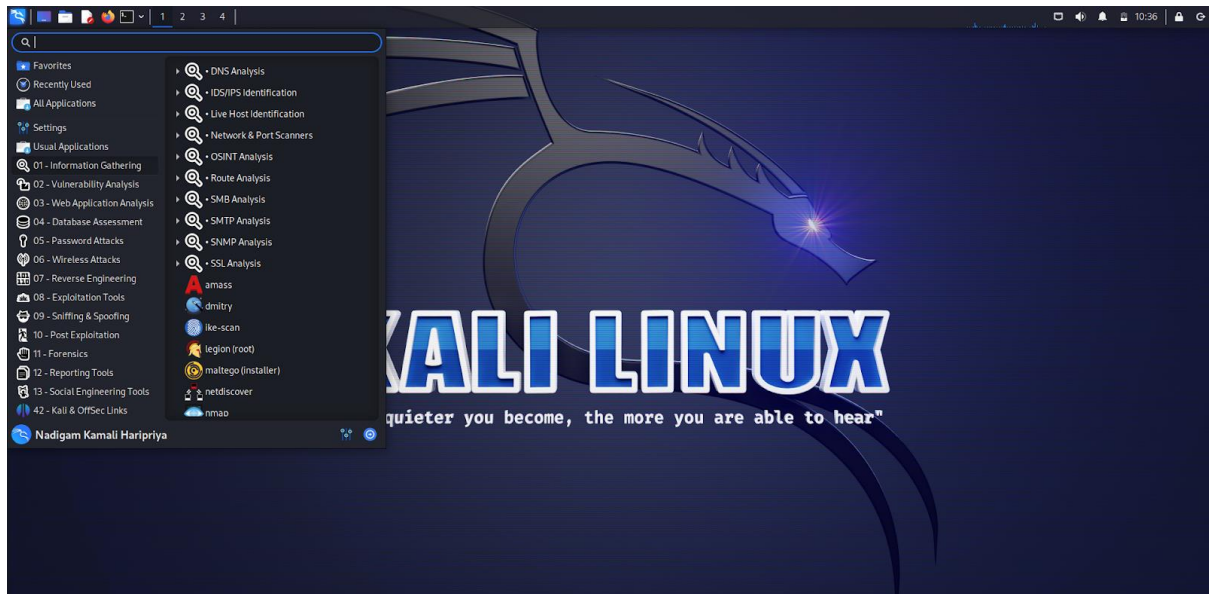 1 2 3 4
10:36
Favorites
Recently Used
All Applications
Settings
Usual Applications
01 - Information Gathering
02 - Vulnerability Analysis
03 - Web Application Analysis
04 - Database Assessment
05 - Password Attacks
06 - Wireless Attacks
07 - Reverse Engineering
08 - Exploitation Tools
09 - Sniffing & Spoofing
10 - Post Exploitation
11 - Forensics
12 - Reporting Tools
13 - Social Engineering Tools
42 - Kali & OffSec Links
• DNS Analysis
• IDS/IPS Identification
• Live Host Identification
• Network & Port Scanners
• OSINT Analysis
• Route Analysis
• SMB Analysis
• SMTP Analysis
• SNMP Analysis
• SSL Analysis
amass
dmitry
ike-scan
legion (root)
maltego (installer)
netdiscover
nmap
Nadigam Kamali Haripriya
KALI LINUX
quieter you become, the more you are able to hear"